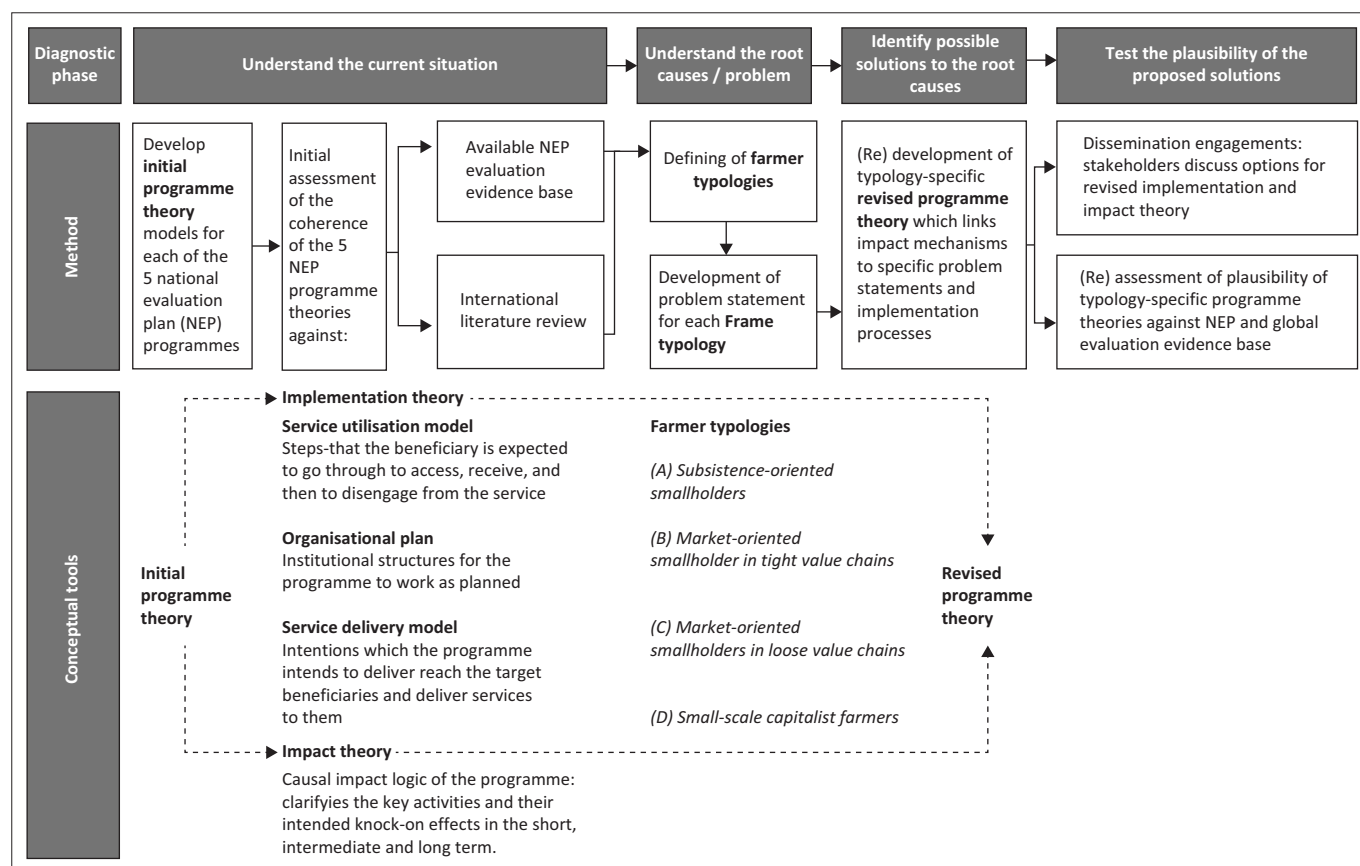 Diagnostic
phase
Understand the current situation
Understand the root
causes / problem
Identify possible
solutions to the root
causes
Test the plausibility of the
proposed solutions
Method
Develop
initial
programme
theory
models for
each of the
5 national
evaluation
plan (NEP)
programmes
Initial
assessment
of the
coherence
of the 5
NEP
programme
theories
against:
Available NEP
evaluation
evidence base
International
literature review
Defining of farmer
typologies
Development of
problem statement
for each Frame
typology
(Re) development of
typology-specific
revised programme
theory which links
impact mechanisms
to specific problem
statements and
implementation
processes
Dissemination engagements:
stakeholders discuss options for
revised implementation and
impact theory
(Re) assessment of plausibility of
typology-specific programme
theories against NEP and global
evaluation evidence base
Conceptual tools
Initial
programme
theory
Implementation theory
Service utilisation model
Steps-that the beneficiary is expected
to go through to access, receive, and
then to disengage from the service
Organisational plan
Institutional structures for the
programme to work as planned
Service delivery model
Intentions which the programme
intends to deliver reach the target
beneficiaries and deliver services
to them
Impact theory
Causal impact logic of the programme:
clarifyies the key activities and their
intended knock-on effects in the short,
intermediate and long term.
Farmer typologies
(A) Subsistence-oriented
smallholders
(B) Market-oriented
smallholder in tight value chains
(C) Market-oriented
smallholders in loose value chains
(D) Small-scale capitalist farmers
Revised
programme
theory